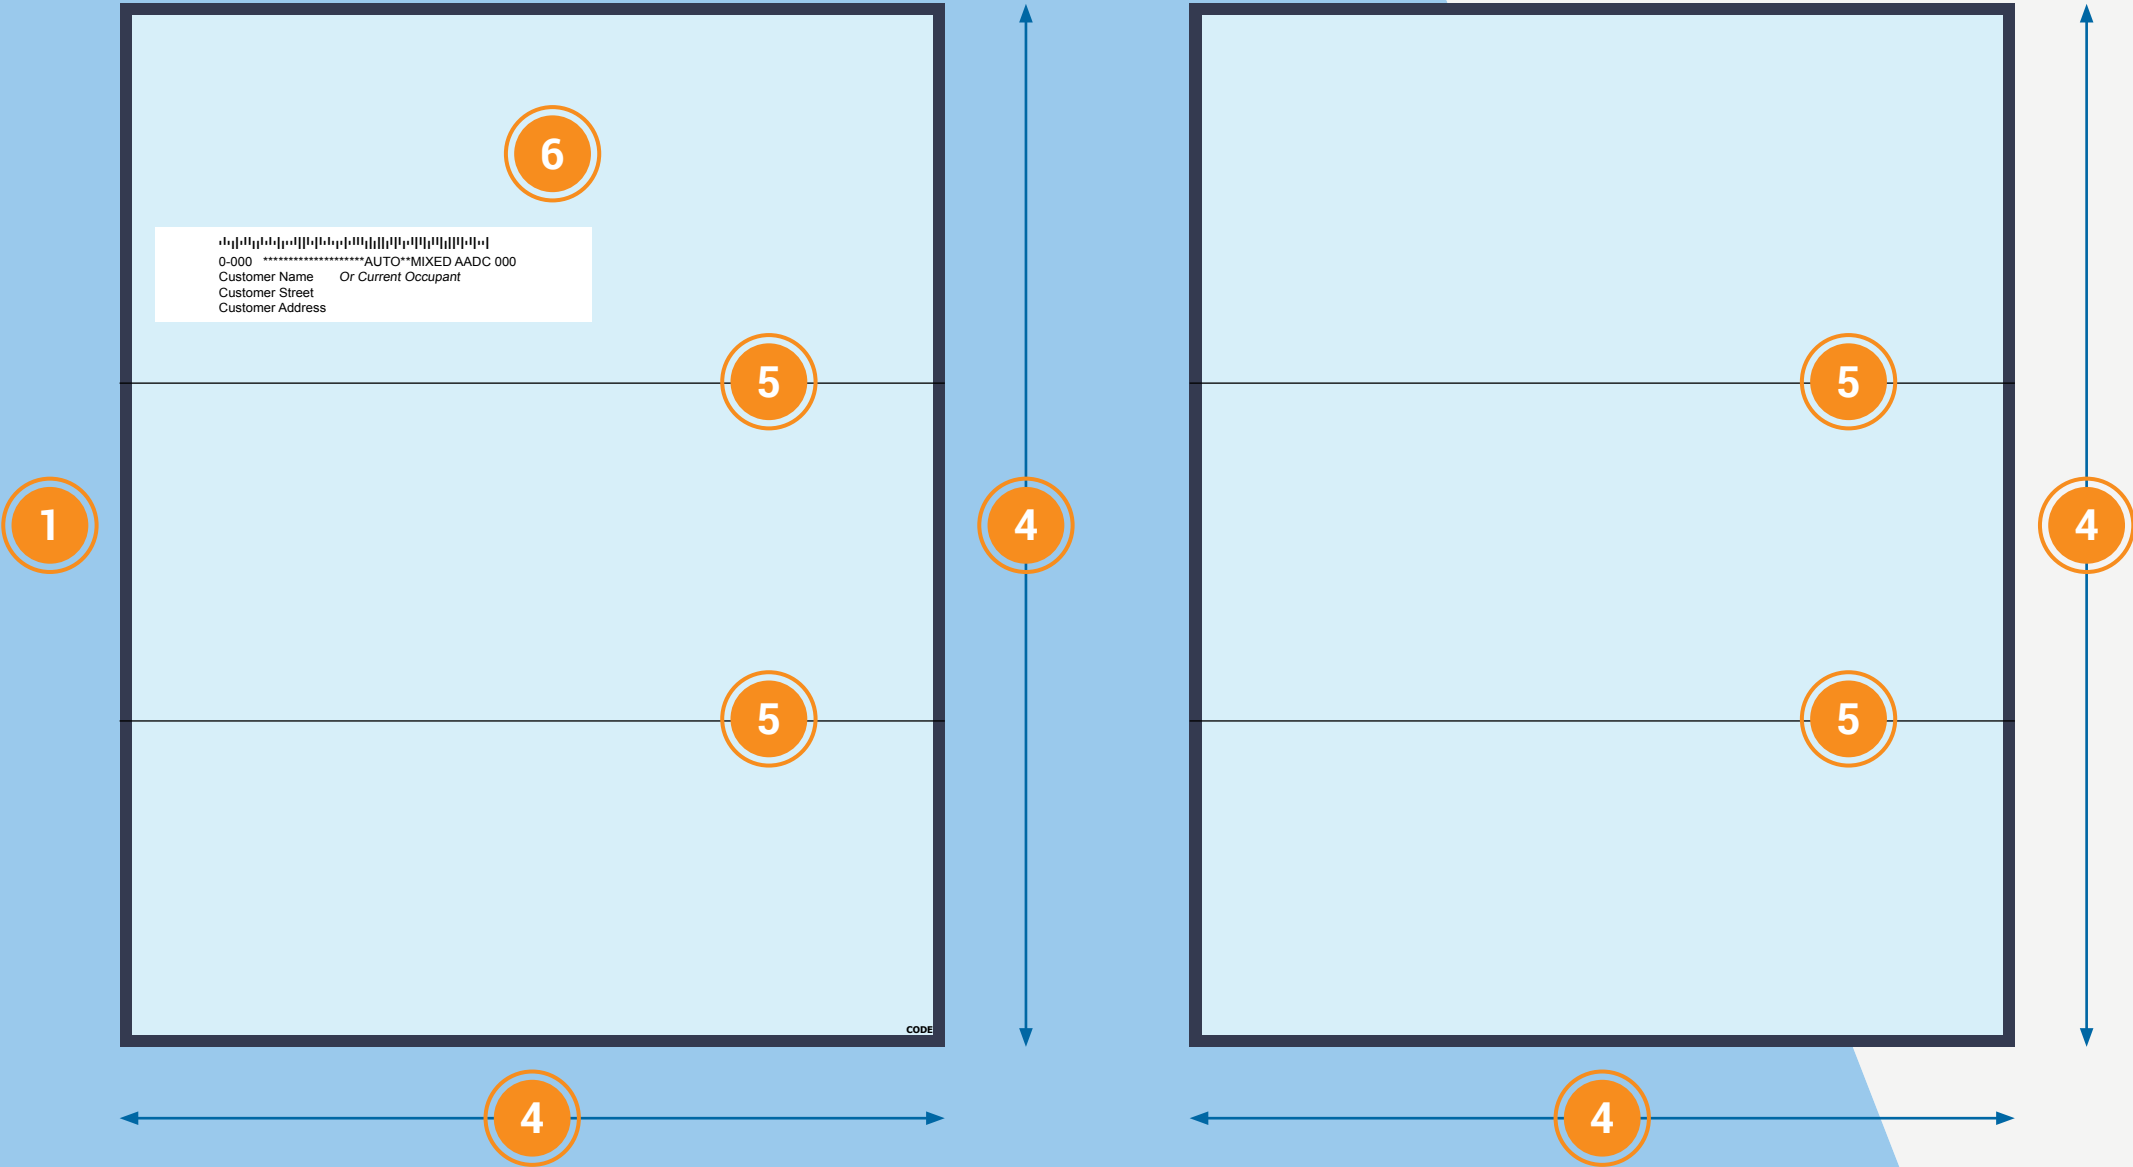 6
0-000 ********************AUTO**MIXED AADC 000
Customer Name Or Current Occupant
Customer Street
Customer Address
5
5
1
4
4
5
5
CODE
4
4